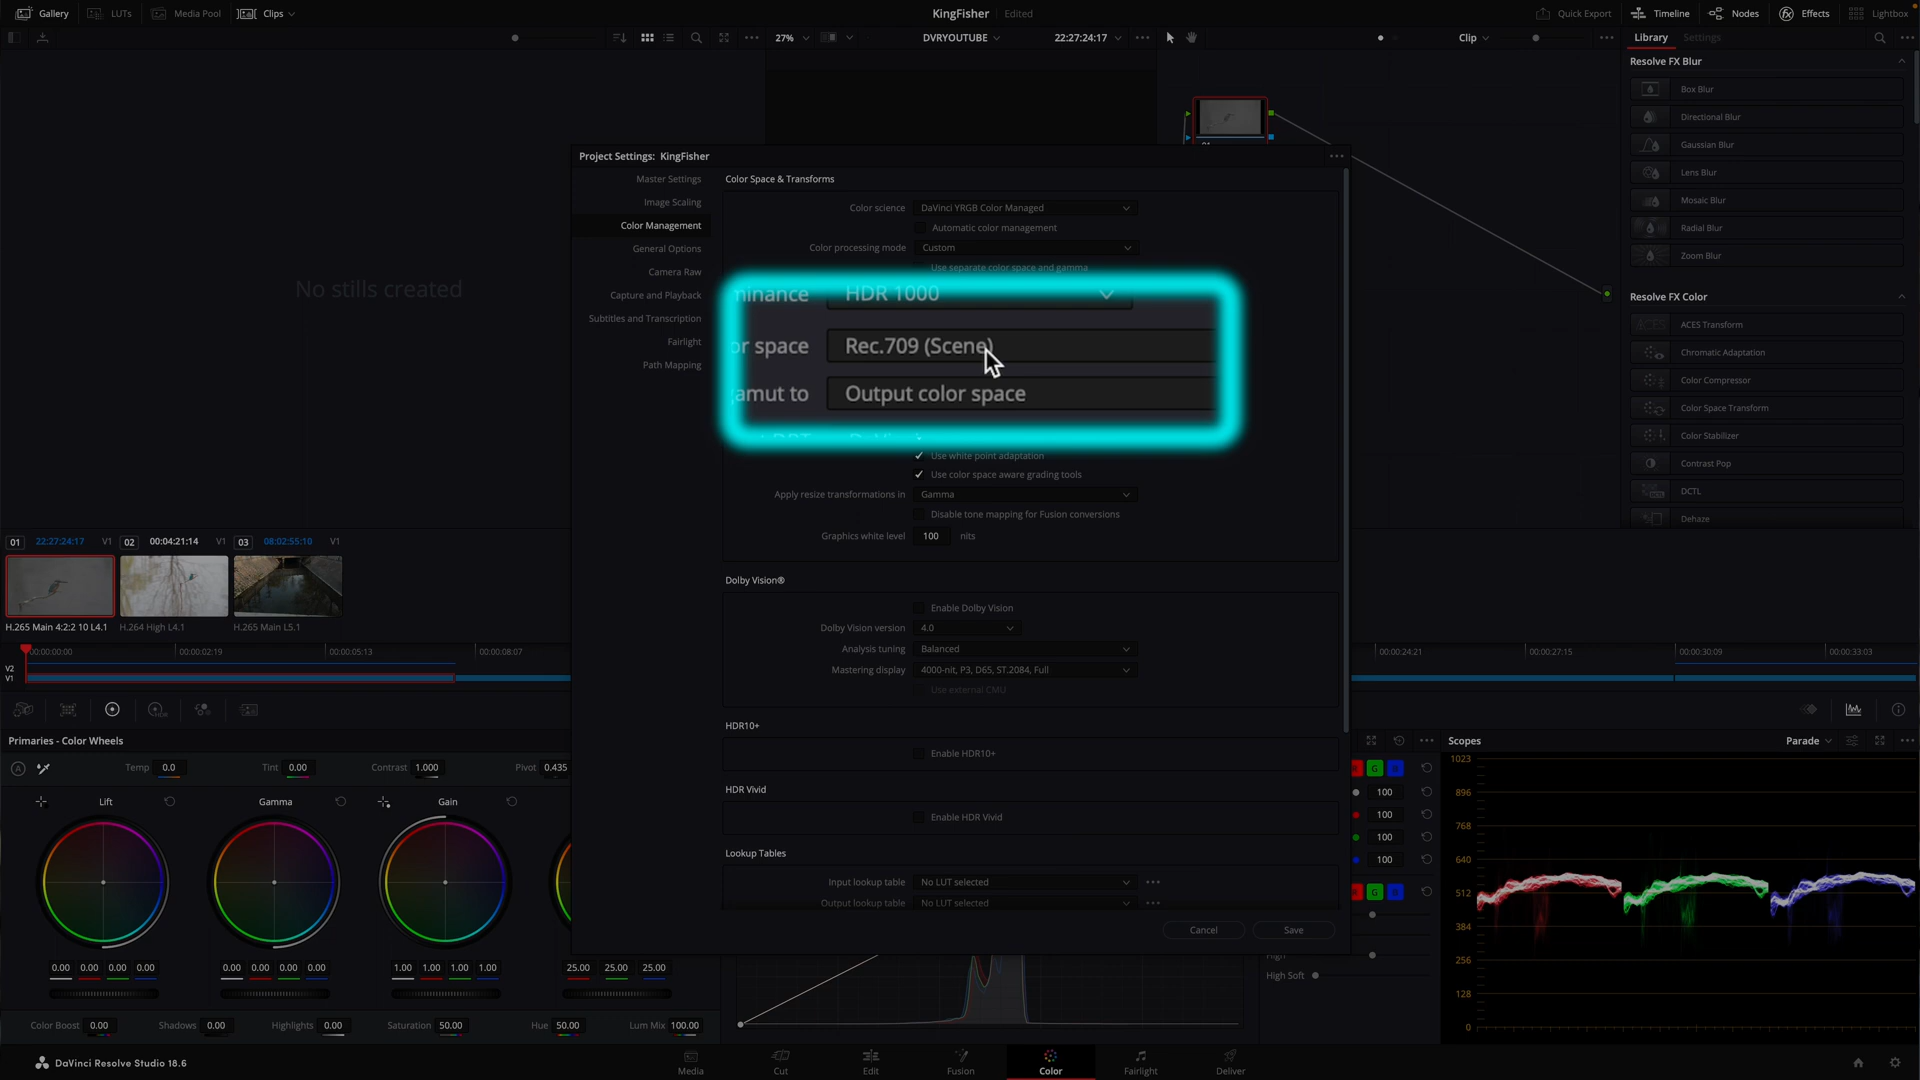 Gallery LUTs Media Pool Clips KingFisher Edited Quick Export Timeline Nodes Effects Lightbox
27% DVRYOUTUBE 22:27:24:17 Clip Library Settings
Resolve FX Blur
Box Blur
Directional Blur
Gaussian Blur
Lens Blur
Mosaic Blur
Radial Blur
Zoom Blur
Resolve FX Color
ACES Transform
Chromatic Adaptation
Color Compressor
Color Space Transform
Color Stabilizer
Contrast Pop
DCTL
Dehaze
No stills created
Project Settings: KingFisher
Master Settings
Image Scaling
Color Management
General Options
Camera Raw
Capture and Playback
Subtitles and Transcription
Fairlight
Path Mapping
Color Space & Transforms
Color science DaVinci YRGB Color Managed
Automatic color management
Color processing mode Custom
Use separate color space and gamma
minance HDR 1000
or space Rec.709 (Scene)
gamut to Output color space
Use white point adaptation
Use color space aware grading tools
Apply resize transformations in Gamma
Disable tone mapping for Fusion conversions
Graphics white level 100 nits
Dolby Vision®
Enable Dolby Vision
Dolby Vision version 4.0
Analysis tuning Balanced
Mastering display 4000-nit, P3, D65, ST.2084, Full
Use external CMU
HDR10+
Enable HDR10+
HDR Vivid
Enable HDR Vivid
Lookup Tables
Input lookup table No LUT selected
Output lookup table No LUT selected
Cancel Save
01 22:27:24:17 V1 02 00:04:21:14 V1 03 08:02:55:10 V1
H.265 Main 4:2:2 10 L4.1 H.264 High L4.1 H.265 Main L5.1
00:00:00:00 00:00:02:19 00:00:05:13 00:00:08:07 00:00:24:21 00:00:27:15 00:00:30:09 00:00:33:03
V2
V1
HDR
Primaries - Color Wheels
A Temp 0.0 Tint 0.00 Contrast 1.000 Pivot 0.435
Lift Gamma Gain
0.00 0.00 0.00 0.00 0.00 0.00 0.00 0.00 1.00 1.00 1.00 1.00 25.00 25.00 25.00
Color Boost 0.00 Shadows 0.00 Highlights 0.00 Saturation 50.00 Hue 50.00 Lum Mix 100.00
G
100
100
100
100
G
High
High Soft
Scopes Parade
1023
896
768
640
512
384
256
128
0
DaVinci Resolve Studio 18.6
Media Cut Edit Fusion Color Fairlight Deliver